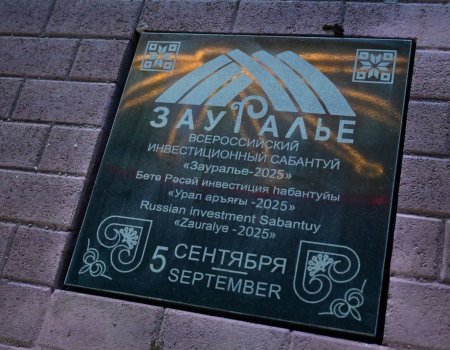 ЗАУРАЛЬЕ
ВСЕРОССИЙСКИЙ
ИНВЕСТИЦИОННЫЙ САБАНТУЙ
«Зауралье-2025»
Бөтә Рәсәй инвестиция һабантуйы
«Урал аръяғы -2025»
Russian investment Sabantuy
«Zauralye -2025»
5 СЕНТЯБРЯ
SEPTEMBER